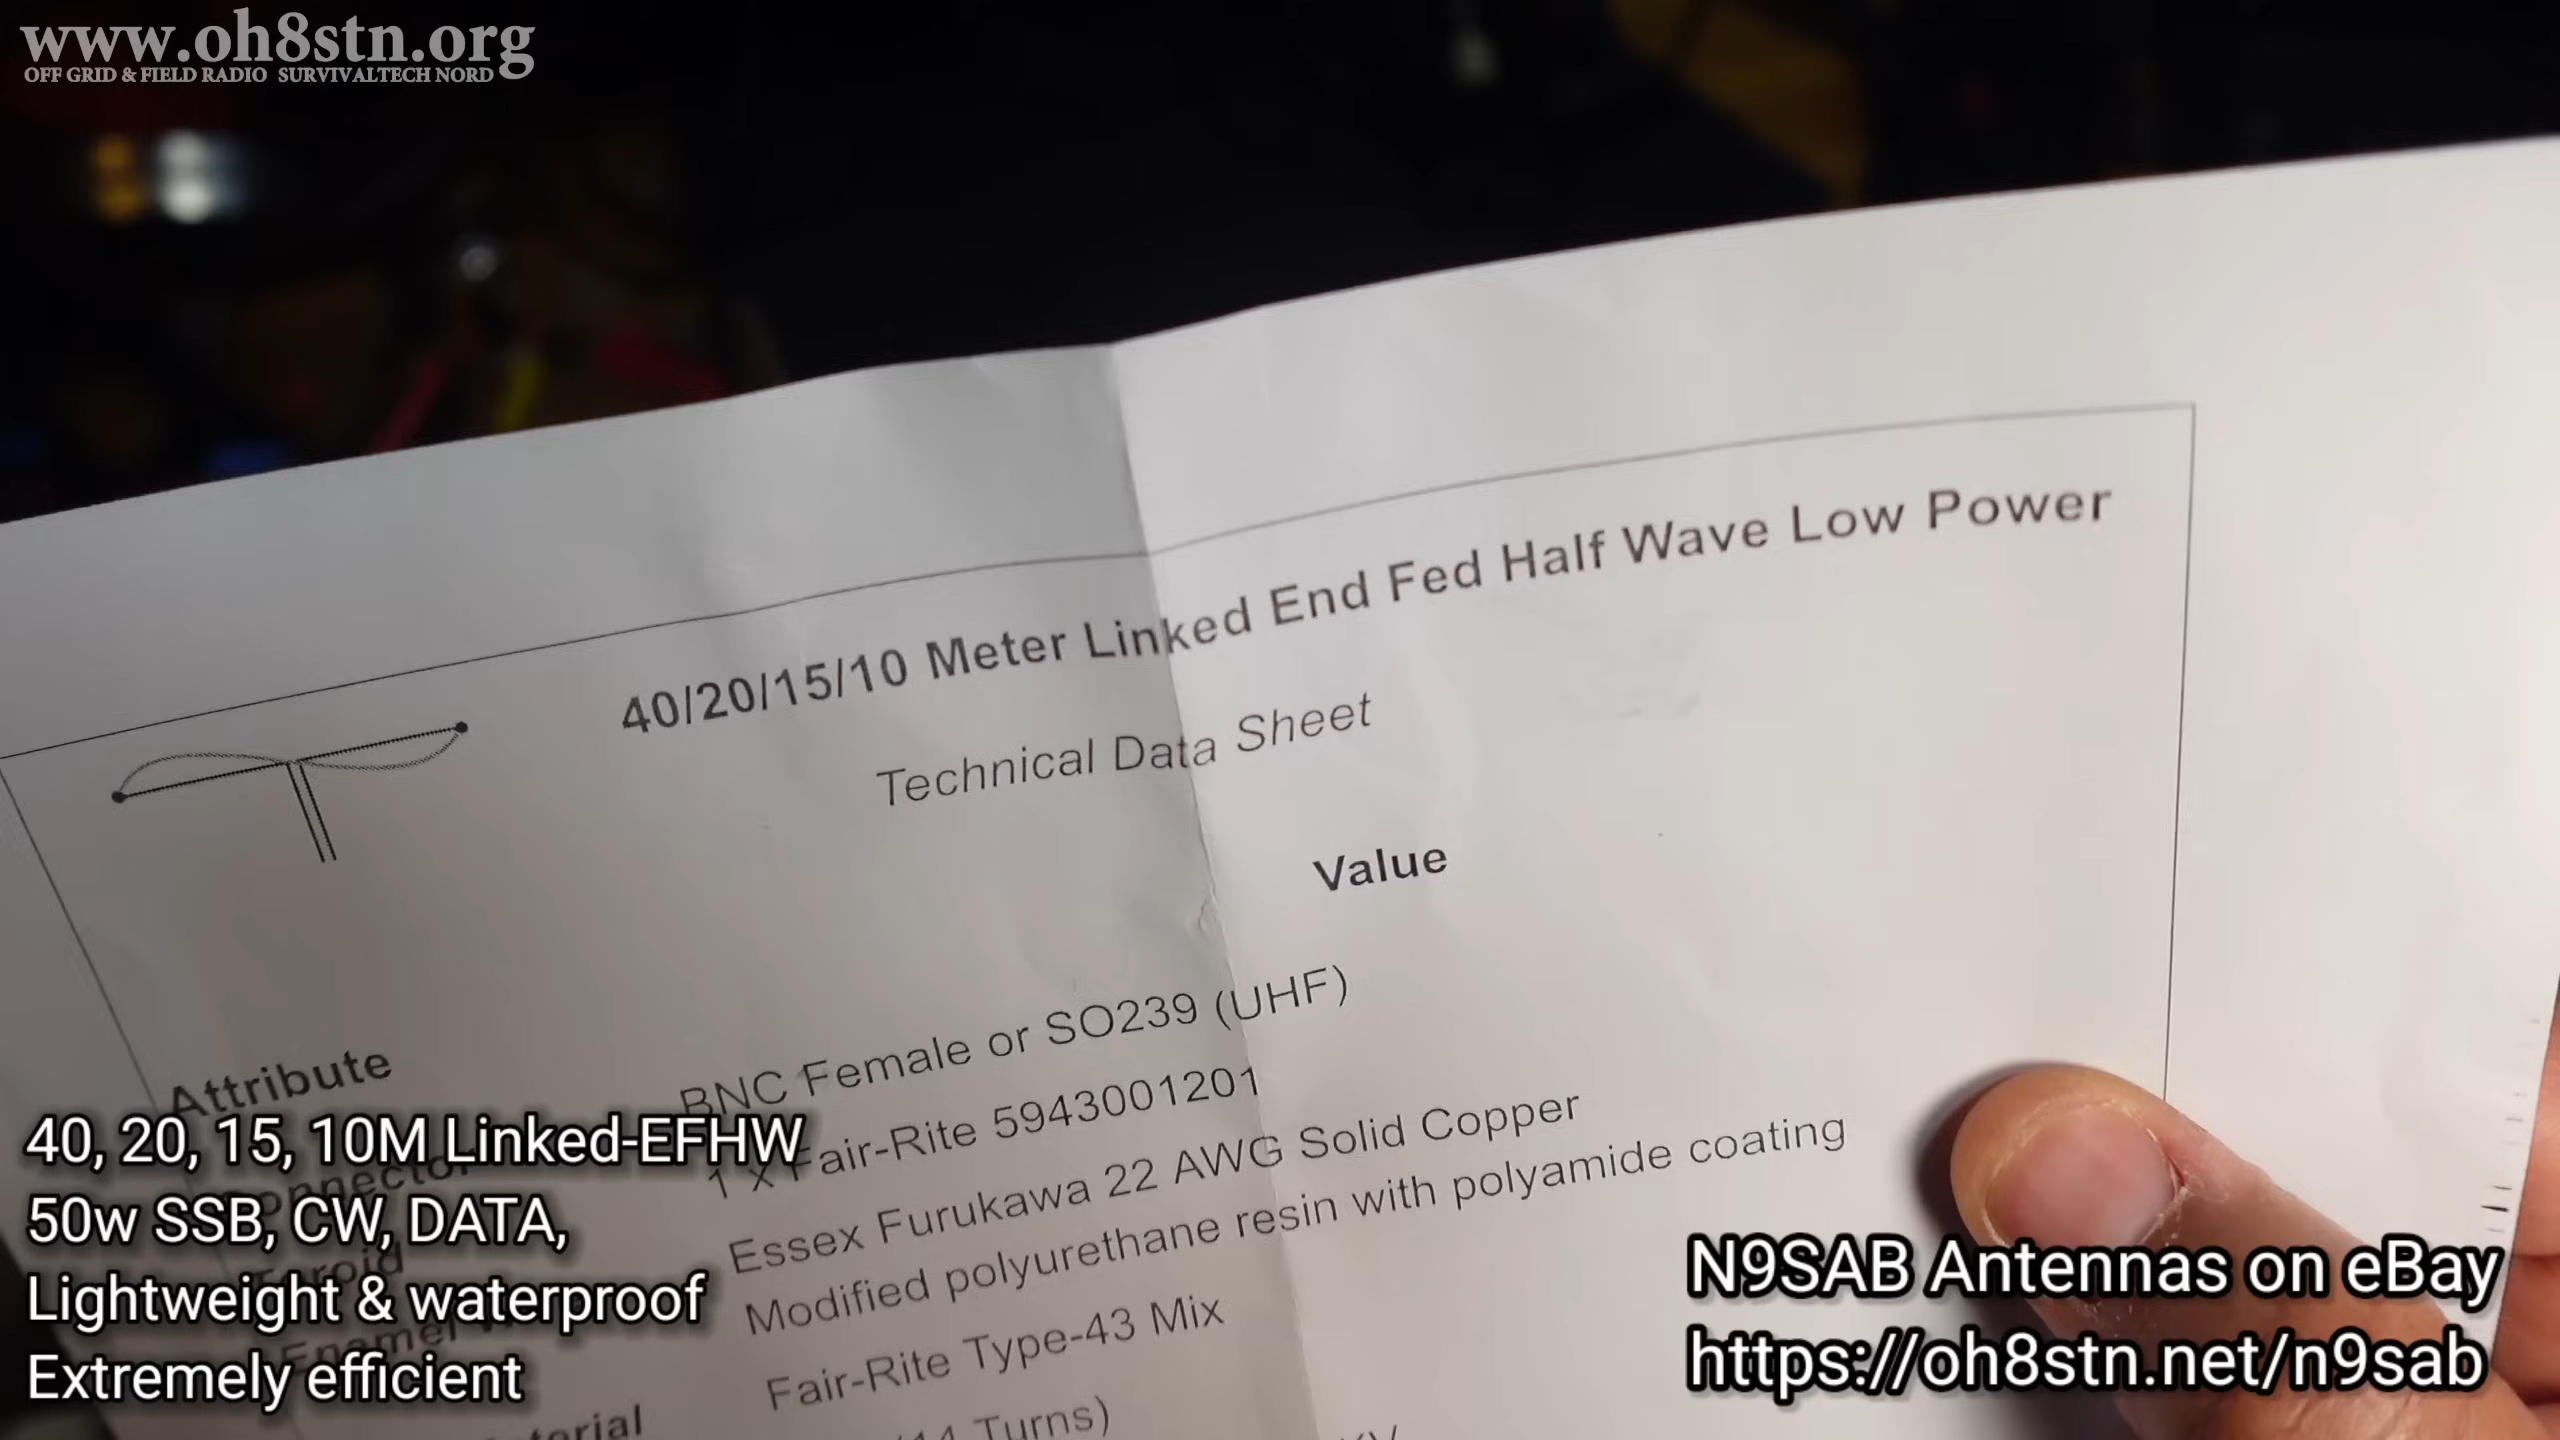 www.oh8stn.org
OFF GRID & FIELD RADIO SURVIVALTECH NORD
40/20/15/10 Meter Linked End Fed Half Wave Low Power
Technical Data Sheet
Attribute
Value
BNC Female or SO239 (UHF)
1 x Fair-Rite 5943001201
Essex Furukawa 22 AWG Solid Copper
Modified polyurethane resin with polyamide coating
Fair-Rite Type-43 Mix
Turns)
40, 20, 15, 10M Linked-EFHW
50w SSB, CW, DATA,
Lightweight & waterproof
Extremely efficient
N9SAB Antennas on eBay
https://oh8stn.net/n9sab